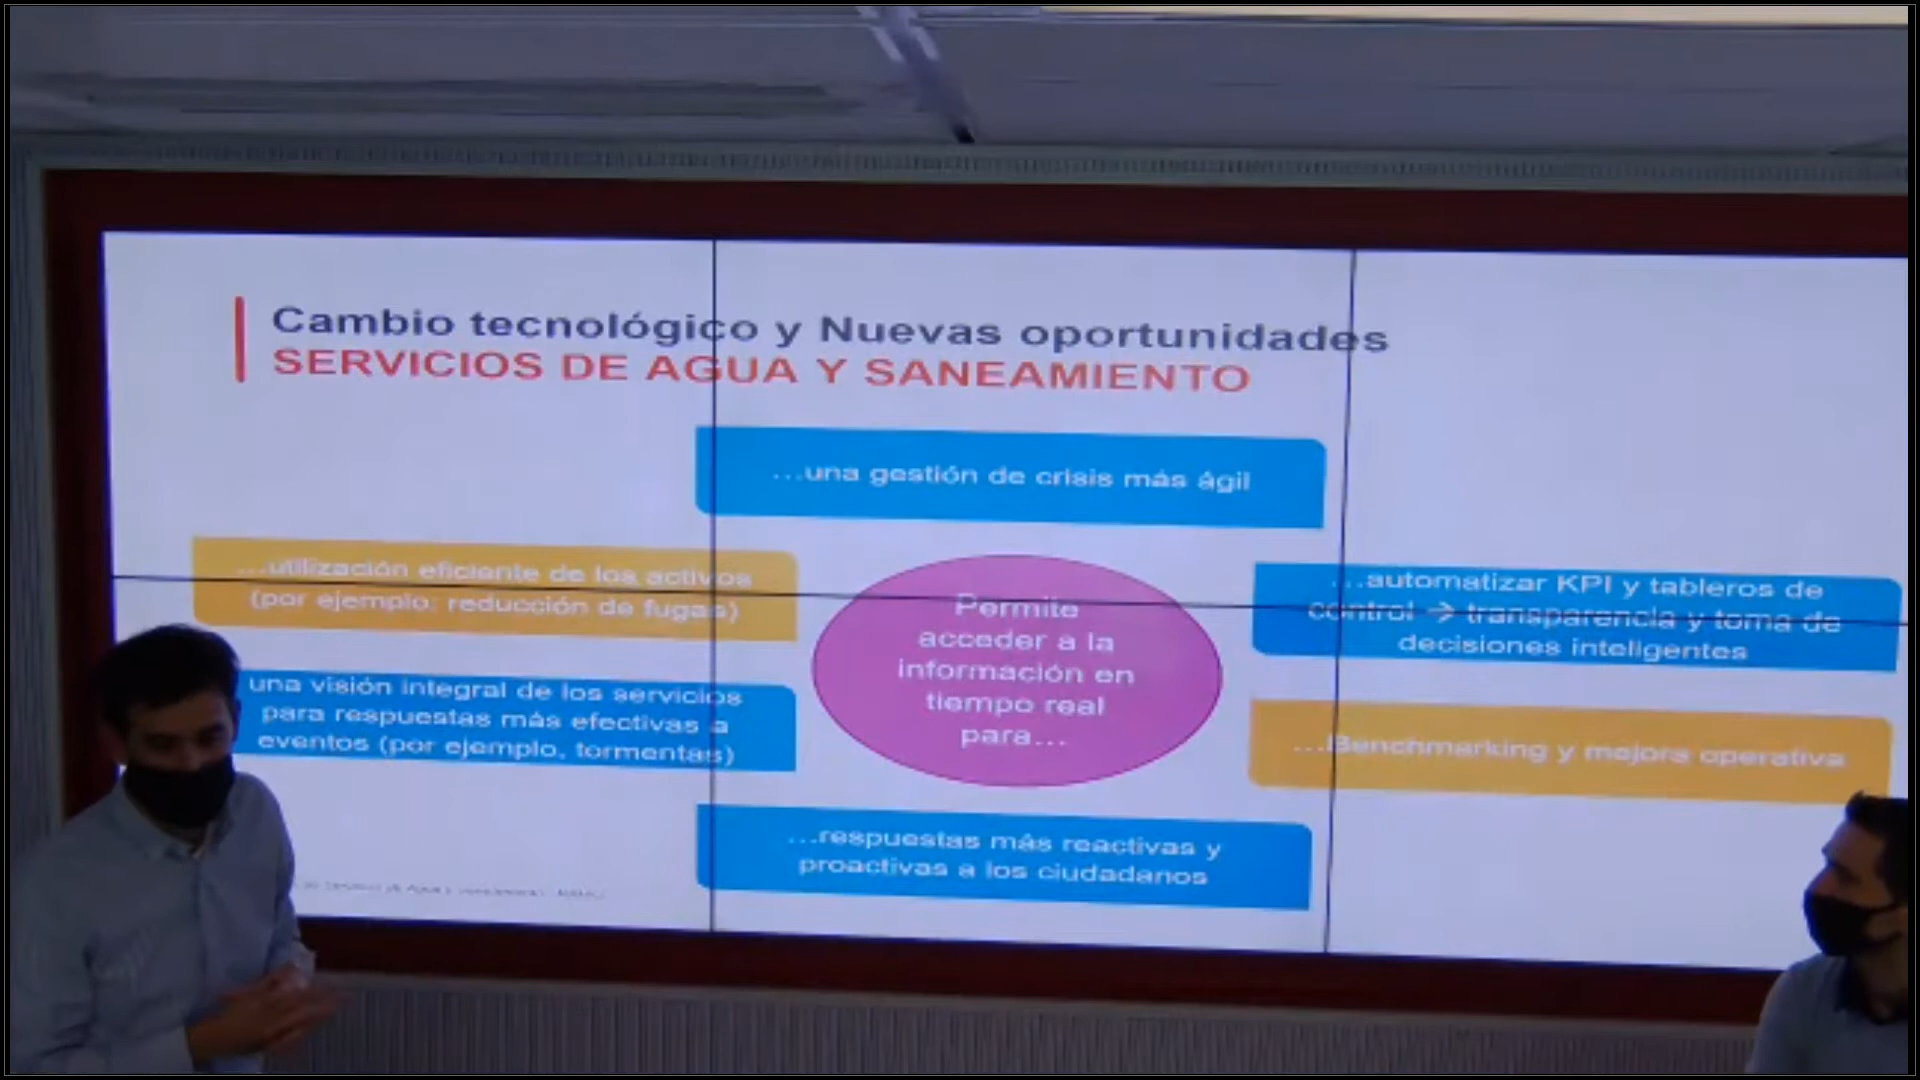 Cambio tecnológico y Nuevas oportunidades
SERVICIOS DE AGUA Y SANEAMIENTO
...una gestión de crisis más ágil
...utilización eficiente de los activos
(por ejemplo: reducción de fugas)
Permite
acceder a la
información en
tiempo real
para...
...automatizar KPI y tableros de
control → transparencia y toma de
decisiones inteligentes
una visión integral de los servicios
para respuestas más efectivas a
eventos (por ejemplo, tormentas)
...Benchmarking y mejora operativa
...respuestas más reactivas y
proactivas a los ciudadanos